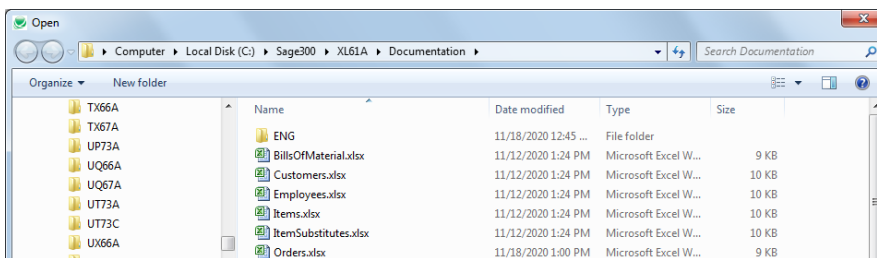 Open
Computer Local Disk (C:) Sage300 XL61A Documentation Search Documentation
Organize New folder
Name Date modified Type Size
TX66A
TX67A
UP73A
UQ66A
UQ67A
UT73A
UT73C
UX66A
ENG 11/18/2020 12:45 ... File folder
BillsOfMaterial.xlsx 11/12/2020 1:24 PM Microsoft Excel W... 9 KB
Customers.xlsx 11/12/2020 1:24 PM Microsoft Excel W... 10 KB
Employees.xlsx 11/12/2020 1:24 PM Microsoft Excel W... 10 KB
Items.xlsx 11/12/2020 1:24 PM Microsoft Excel W... 10 KB
ItemSubstitutes.xlsx 11/12/2020 1:24 PM Microsoft Excel W... 10 KB
Orders.xlsx 11/18/2020 1:00 PM Microsoft Excel W... 9 KB